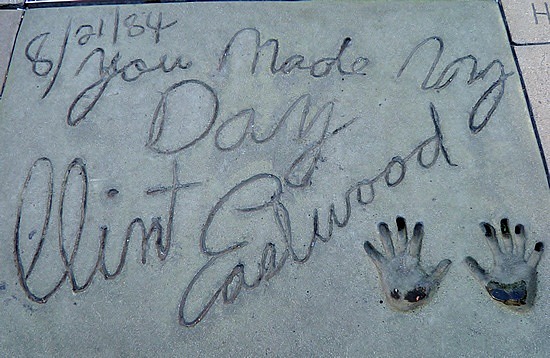 8/21/84
You Made My
Day
Clint Eastwood
H